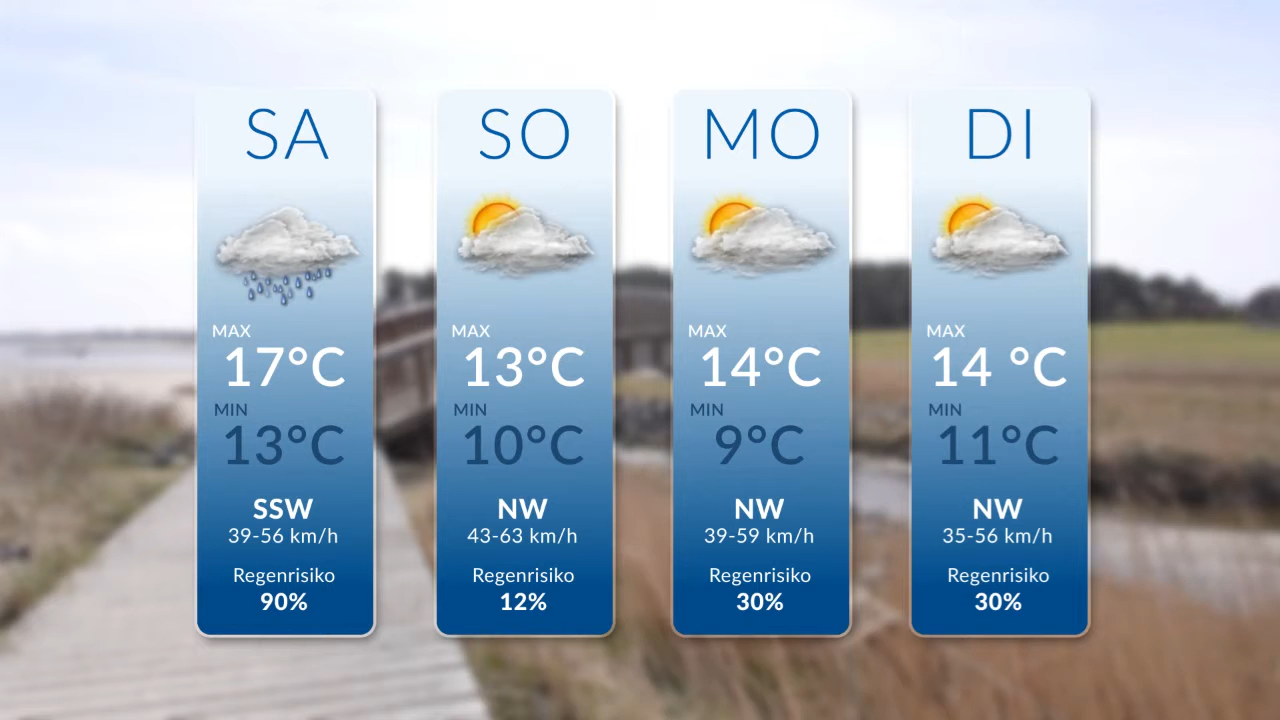 SA
MAX
17°C
MIN
13°C
SSW
39-56 km/h
Regenrisiko
90%
SO
MAX
13°C
MIN
10°C
NW
43-63 km/h
Regenrisiko
12%
MO
MAX
14°C
MIN
9°C
NW
39-59 km/h
Regenrisiko
30%
DI
MAX
14 °C
MIN
11°C
NW
35-56 km/h
Regenrisiko
30%